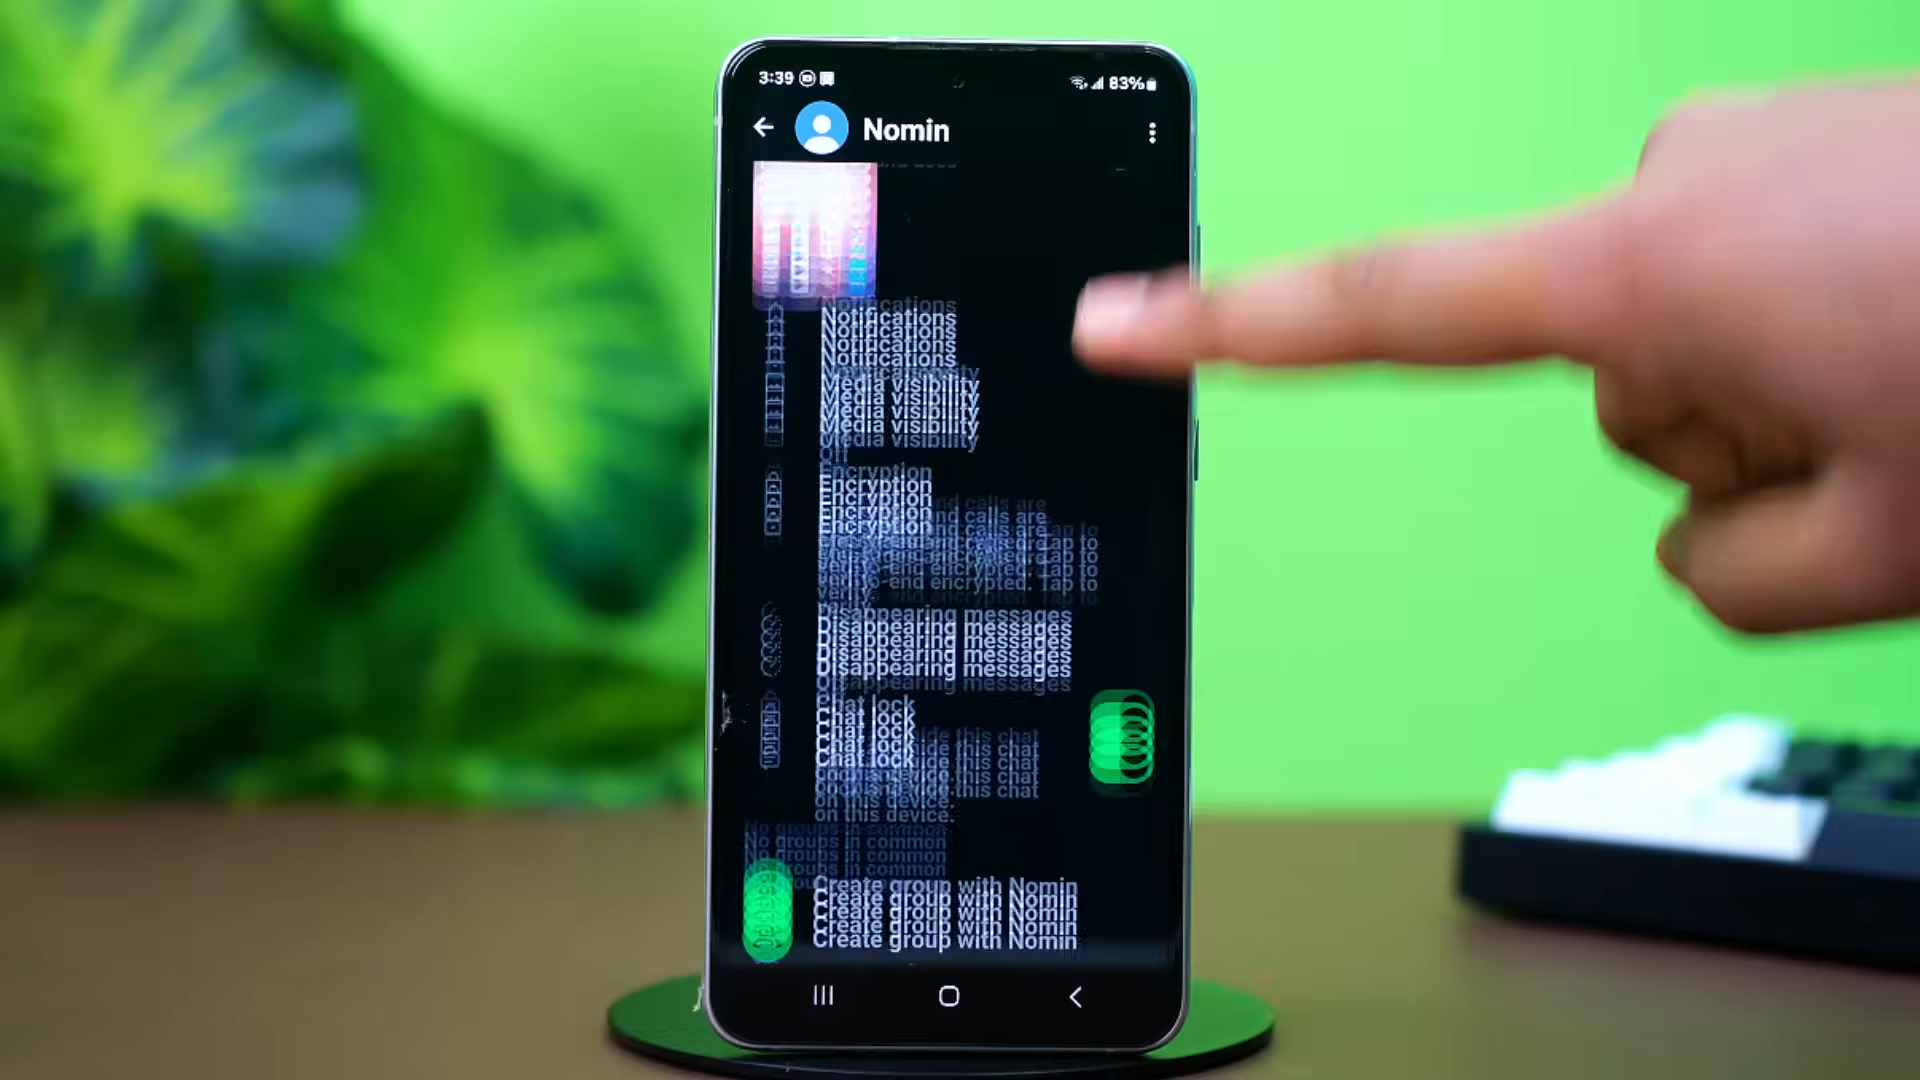 3:39 83%
Nomin
Notifications
Media visibility
Off
Encryption
and calls are
end-to-end encrypted. Tap to
verify.
Disappearing messages
Off
Chat lock
Lock and hide this chat
on this device.
No groups in common
Create group with Nomin